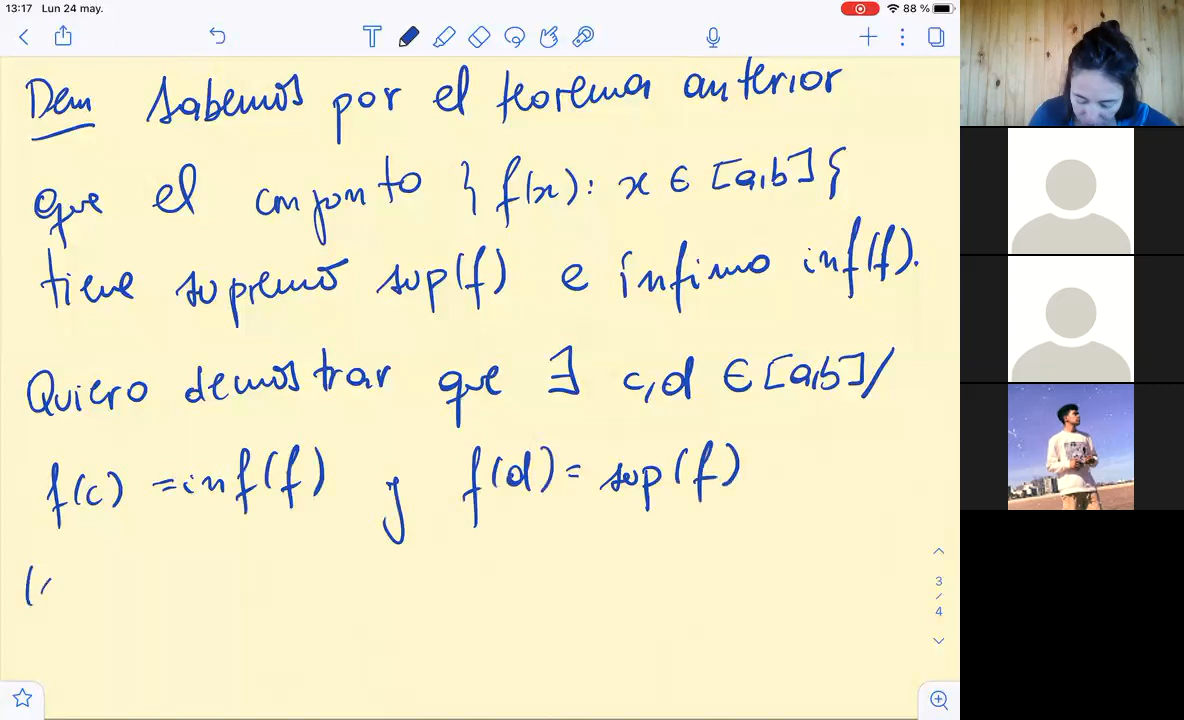 13:17 Lun 24 may.
88 %
T
Dem Sabemos por el teorema anterior
que el conjunto { f(x): x ∈ [a,b] }
tiene supremo sup(f) e ínfimo inf(f).
Quiero demostrar que ∃ c,d ∈ [a,b] /
f(c) = inf(f) y f(d) = sup(f)
(
3
/
4